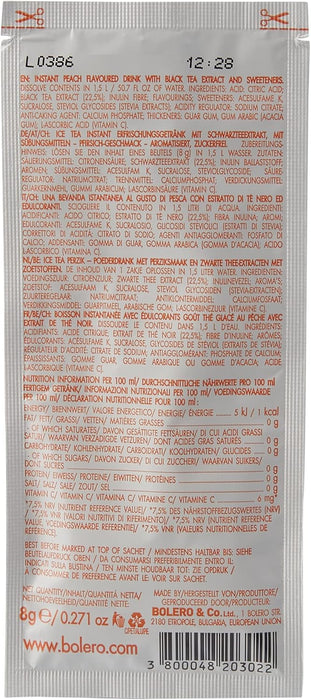 L0386 12:28
EN: INSTANT PEACH FLAVOURED DRINK WITH BLACK TEA EXTRACT AND SWEETENERS.
DISSOLVE CONTENTS IN 1,5 L / 50.7 FL OZ OF WATER. INGREDIENTS: ACID: CITRIC ACID;
BLACK TEA EXTRACT (22,5%); INULIN FIBRE; FLAVOURINGS; SWEETENERS: ACESULFAME K,
SUCRALOSE, STEVIOL GLYCOSIDES [STEVIA EXTRACTS]; ACIDITY REGULATOR: SODIUM CITRATE;
ANTI-CAKING AGENT: CALCIUM PHOSPHATE; THICKENERS: GUAR GUM, GUM ARABIC (ACACIA
GUM); L-ASCORBIC ACID (VITAMIN C).
DE/AT/CH: ICE TEA INSTANT ERFRISCHUNGSGETRÄNK MIT SCHWARZTEEEXTRAKT, MIT
SÜßUNGSMITTELN – PFIRSICH-GESCHMACK – AROMATISIERT, ZUCKERFREI. ZUBEREITUNGS-
HINWEIS: LÖSEN SIE DEN INHALT EINES BEUTELS (8 g) IN 1,5 L WASSER. ZUTATEN:
SÄUERUNGSMITTEL: CITRONENSÄURE; SCHWARZTEEEXTRAKT (22,5%); INULIN BALLASTSTOFF;
AROMEN; SÜßUNGSMITTEL: ACESULFAM K, SUCRALOSE, STEVIOLGLYCOSIDE; SÄURE-
REGULATOR: NATRIUMCITRAT; TRENNMITTEL: CALCIUMPHOSPHAT; VERDICKUNGSMITTEL:
GUARKERNMEHL, GUMMI ARABICUM; L-ASCORBINSÄURE (VITAMIN C).
IT/CH: UNA BEVANDA ISTANTANEA AL GUSTO DI PESCA CON ESTRATTO DI TÈ NERO ED
EDULCORANTI. SCIOGLIERE IL CONTENUTO IN 1,5 LITRO DI ACQUA. INGREDIENTI:
ACIDIFICANTI: ACIDO CITRICO; ESTRATTO DI TÈ NERO (22,5%); FIBRA INULINA; AROMI;
EDULCORANTI: ACESULFAME K, SUCRALOSIO, GLICOSIDI STEVIOLICI (ESTRATTI DI STEVIA);
CORRETTORI DI ACIDITÀ: CITRATO DI SODIO; AGENTI ANTIAGGLOMERANTI: FOSFATO DI
CALCIO; ADDENSANTI: GOMMA DI GUAR, GOMMA ARABICA (GOMMA D'ACACIA); ACIDO
L-ASCORBICO (VITAMINA C).
NL/BE: ICE TEA PERZIK – POEDERDRANK MET PERZIKSMAAK EN ZWARTE THEE-EXTRACTEN MET
ZOETSTOFFEN. DE INHOUD VAN 1 ZAKJE OPLOSSEN IN 1,5 LITER WATER. INGREDIËNTEN:
VOEDINGSZUUR: CITROENZUUR; ZWARTE THEE-EXTRACT (22,5%); INULINEVEZEL; AROMA'S;
ZOETSTOF: ACESULFAAM K, SUCRALOSE, STEVIOL GLYCOSIDEN (STEVIA-EXTRACTEN);
ZUURTEREGELAAR: NATRIUMCITRAAT; ANTIKLONTERMIDDEL: CALCIUMFOSFAAT;
VERDIKKINGSMIDDEL: GUARPITMEEL, ARABISCHE GOM; L-ASCORBINEZUUR (VITAMINE C).
FR/BE/CH: BOISSON INSTANTANÉE AVEC ÉDULCORANTS GOÛT THÉ GLACÉ AU PÊCHE AVEC
EXTRAIT DE THÉ NOIR. DISSOUDRE LE CONTENU DANS 1,5 L D'EAU. INGRÉDIENTS:
ACIDIFIANTS: ACIDE CITRIQUE; EXTRAIT DE THÉ NOIR (22,5%); FIBRE D'INULINE; ARÔMES;
ÉDULCORANTS: ACÉSULFAME K, SUCRALOSE, GLYCOSIDES DE STÉVIOL (EXTRAITS DE STÉVIA);
CORRECTEUR D'ACIDITÉ: CITRATE DE SODIUM; ANTIAGGLOMÉRANT: PHOSPHATE DE CALCIUM;
ÉPAISSISSANTS: GOMME GUAR, GOMME ARABIQUE OU GOMME D'ACACIA; ACIDE
L-ASCORBIQUE (VITAMINE C).
NUTRITION INFORMATION PER 100 ml/ DURCHSCHNITTLICHE NÄHRWERTE PRO 100 ml
FERTIGEM GETRÄNK/ INFORMAZIONI NUTRIZIONALI PER 100 ml/ VOEDINGSWAARDE
PER 100 ml/ DÉCLARATION NUTRITIONNELLE POUR 100 ml:
ENERGY/ BRENNWERT/ VALORE ENERGETICO/ ENERGIE/ ÉNERGIE ..... 5 kJ / 1 kcal
FAT/ FETT/ GRASSI/ VETTEN/ MATIÈRES GRASSES ..... 0 g
- OF WHICH SATURATES/ DAVON GESÄTTIGTE FETTSÄUREN/ DI CUI ACIDI GRASSI
SATURI/ WAARVAN VERZADIGDE VETZUREN/ DONT ACIDES GRAS SATURÉS ..... 0 g
CARBOHYDRATE/ KOHLENHYDRATE/ CARBOIDRATI/ KOOLHYDRATEN/ GLUCIDES ..... 0 g
- OF WHICH SUGARS/ DAVON ZUCKER/ DI CUI ZUCCHERI/ WAARVAN SUIKERS/
DONT SUCRES ..... 0 g
PROTEIN/ EIWEISS/ PROTEINE/ EIWITTEN/ PROTÉINES ..... 0 g
SALT/ SALZ/ SALE/ ZOUT/ SEL ..... 0 g
VITAMIN C/ VITAMIN C/ VITAMINA C/ VITAMINE C/ VITAMINE C ..... 6 mg*
*7,5% NRV (NUTRIENT REFERENCE VALUE)/ *7,5% DES NÄHRSTOFFBEZUGSWERTES (NRV)
/ *7,5% NRV (VALORI NUTRITIVI DI RIFERIMENTO)/ *7,5% NRV (NUTRIENT REFERENCE
VALUE, VOEDINGSWAARDE REFERENTIE)/ *7,5% VNR (VALEURS NUTRITIONNELLES DE
RÉFÉRENCE).
BEST BEFORE MARKED AT TOP OF SACHET / MINDESTENS HALTBAR BIS: SIEHE
BEUTELAUFDRUCK OBEN / DA CONSUMARSI PREFERIBILMENTE ENTRO IL:
INDICATA SULLA BUSTINA / TEN MINSTE HOUDBAAR TOT ZIE OPDRUK /
À CONSOMMER DE PRÉFÉRENCE AVANT LE: VOIR SUR LE SACHET.
NET QUANTITY/INHALT/QUANTITÀ NETTA/
NETTOHOEVEELHEID/QUANTITÉ NETTE:
8g ℮ / 0.271 oz
MADE BY/HERGESTELLT VON/PRODUTTORE/
GEPRODUCEERD DOOR/PRODUCTEUR:
BOLERO & Co. Ltd., 1 BOLERO STR.
2180 ETROPOLE, BULGARIA, EUROPEAN UNION
www.bolero.com
3 800048 203022